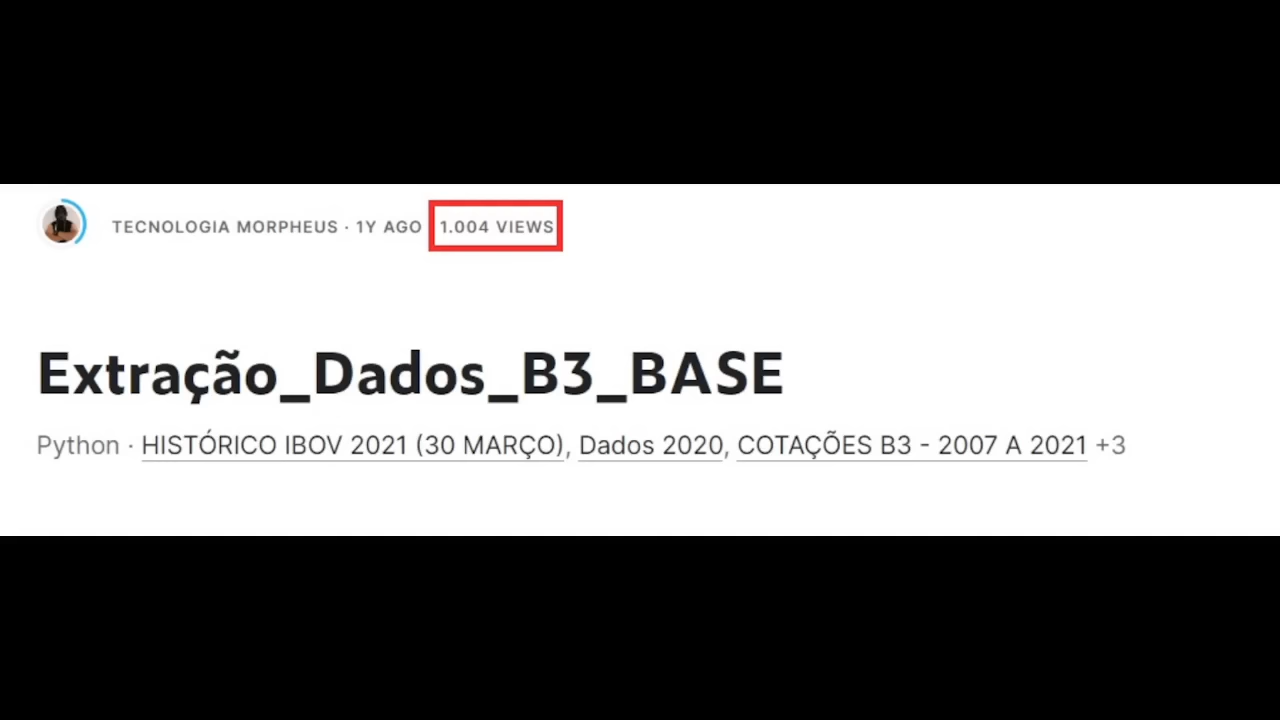 TECNOLOGIA MORPHEUS · 1Y AGO 1.004 VIEWS
Extração_Dados_B3_BASE
Python · HISTÓRICO IBOV 2021 (30 MARÇO), Dados 2020, COTAÇÕES B3 - 2007 A 2021 +3